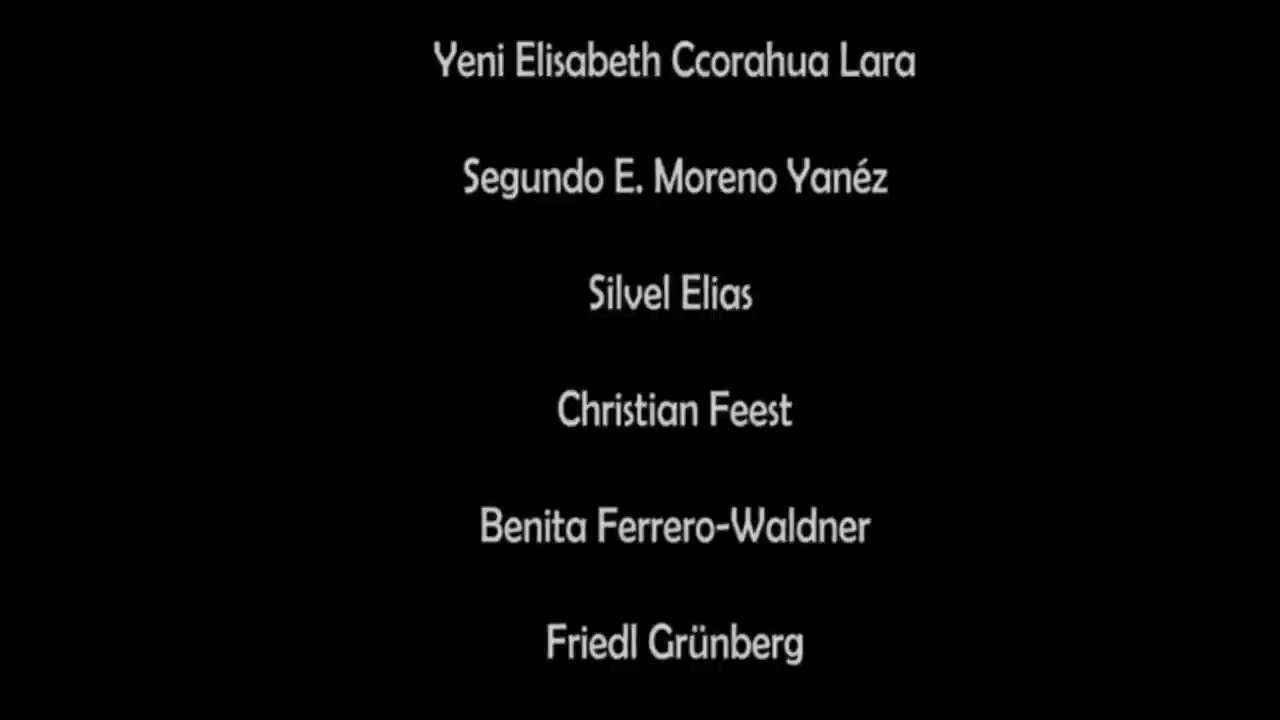 Yeni Elisabeth Ccorahua Lara
Segundo E. Moreno Yanéz
Silvel Elias
Christian Feest
Benita Ferrero-Waldner
Friedl Grünberg